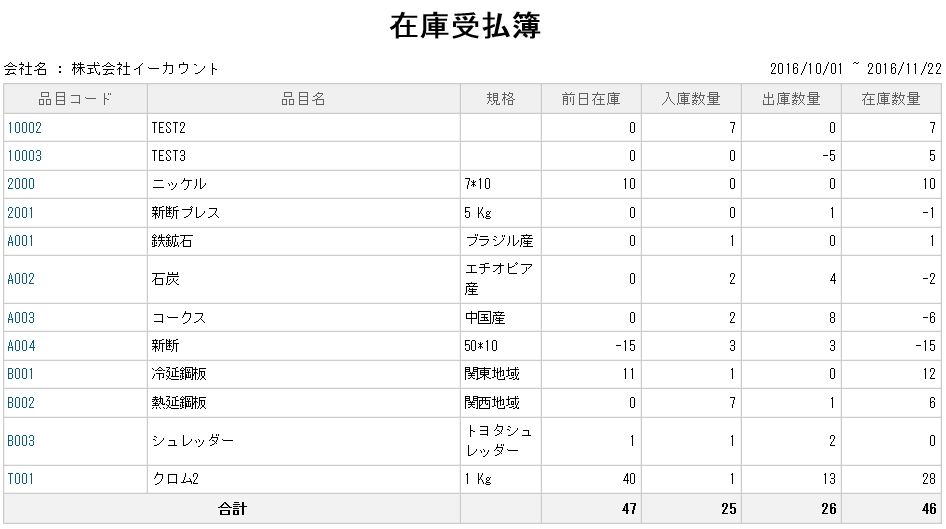 在庫受払簿
会社名 : 株式会社イーカウント 2016/10/01 ~ 2016/11/22
品目コード 品目名 規格 前日在庫 入庫数量 出庫数量 在庫数量
10002 TEST2 0 7 0 7
10003 TEST3 0 0 -5 5
2000 ニッケル 7*10 10 0 0 10
2001 新断プレス 5 Kg 0 0 1 -1
A001 鉄鉱石 ブラジル産 0 1 0 1
A002 石炭 エチオピア
産 0 2 4 -2
A003 コークス 中国産 0 2 8 -6
A004 新断 50*10 -15 3 3 -15
B001 冷延鋼板 関東地域 11 1 0 12
B002 熱延鋼板 関西地域 0 7 1 6
B003 シュレッダー トヨタシュ
レッダー 1 1 2 0
T001 クロム2 1 Kg 40 1 13 28
合計 47 25 26 46